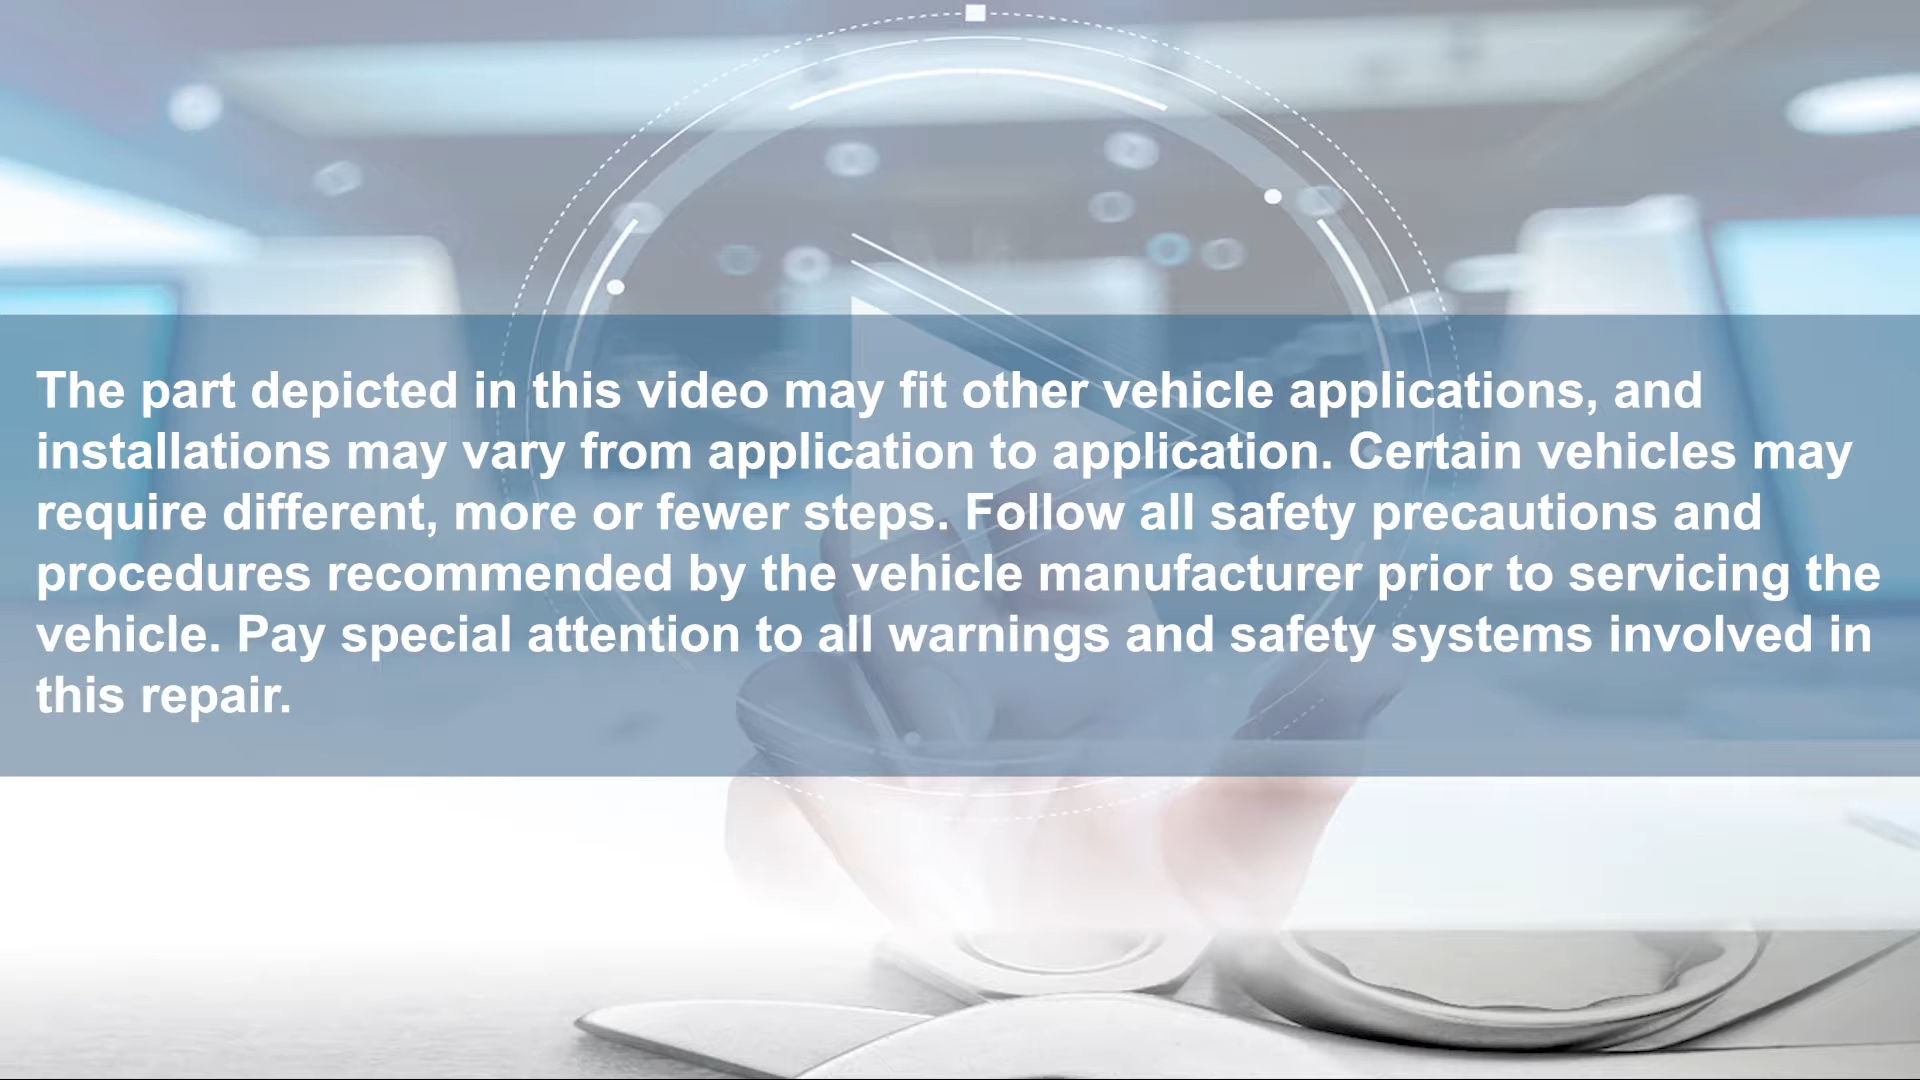 The part depicted in this video may fit other vehicle applications, and
installations may vary from application to application. Certain vehicles may
require different, more or fewer steps. Follow all safety precautions and
procedures recommended by the vehicle manufacturer prior to servicing the
vehicle. Pay special attention to all warnings and safety systems involved in
this repair.